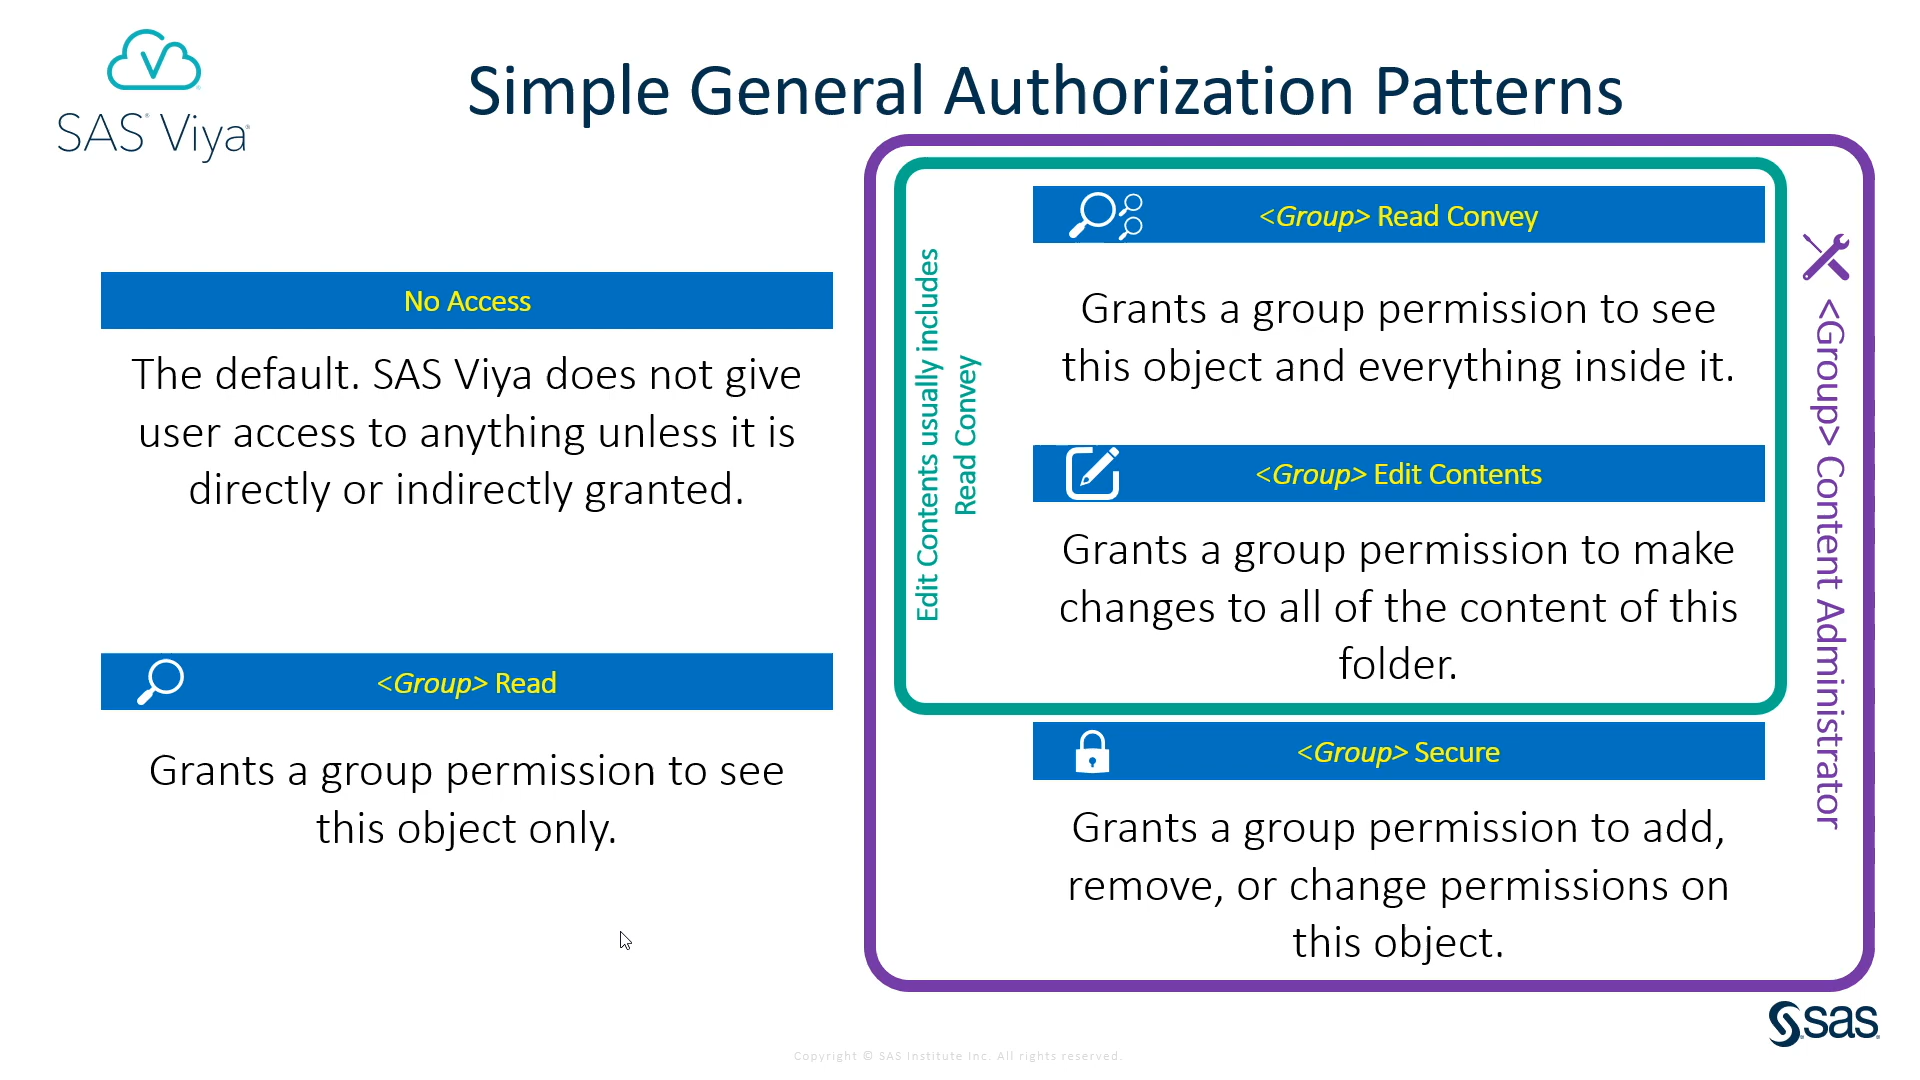 SAS® Viya®
Simple General Authorization Patterns
No Access
The default. SAS Viya does not give
user access to anything unless it is
directly or indirectly granted.
<Group> Read
Grants a group permission to see
this object only.
Edit Contents usually includes
Read Convey
<Group> Read Convey
Grants a group permission to see
this object and everything inside it.
<Group> Edit Contents
Grants a group permission to make
changes to all of the content of this
folder.
<Group> Secure
Grants a group permission to add,
remove, or change permissions on
this object.
<Group> Content Administrator
sas
Copyright © SAS Institute Inc. All rights reserved.